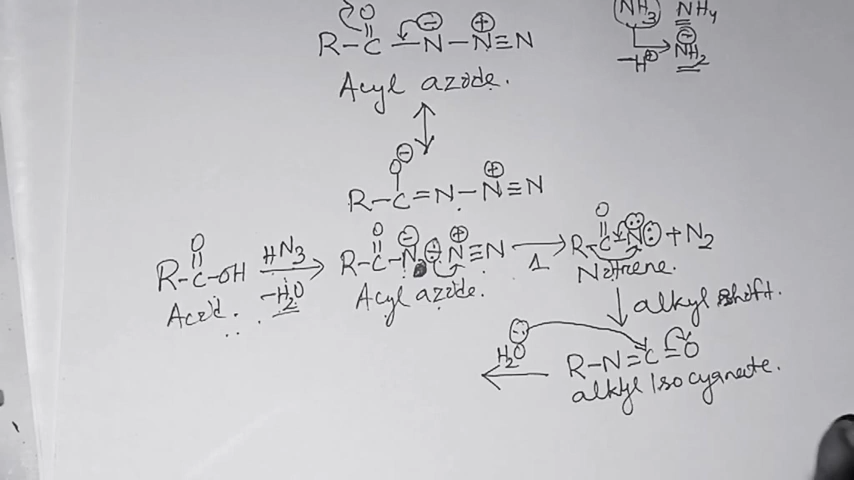 O
R-C-N-N≡N
⊖ ⊕
Acyl azide.
NH3 NH4
-H⊕ ⊖NH2
O⊖
R-C=N-N≡N
⊕
O
R-C-OH HN3 -H2O
Acid.
O
R-C-N-N≡N
⊖ ⊕
Acyl azide.
Δ
O
R-C-N + N2
Nitrene.
alkyl shift.
H2O
R-N=C=O
alkyl isocyanate.